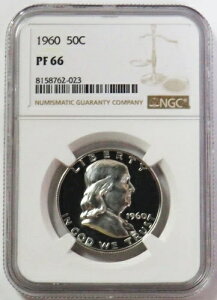 1960 50C
PF 66
8158762-023
NUMISMATIC GUARANTY COMPANY
NGC
LIBERTY
1960
IN GOD WE TRUST